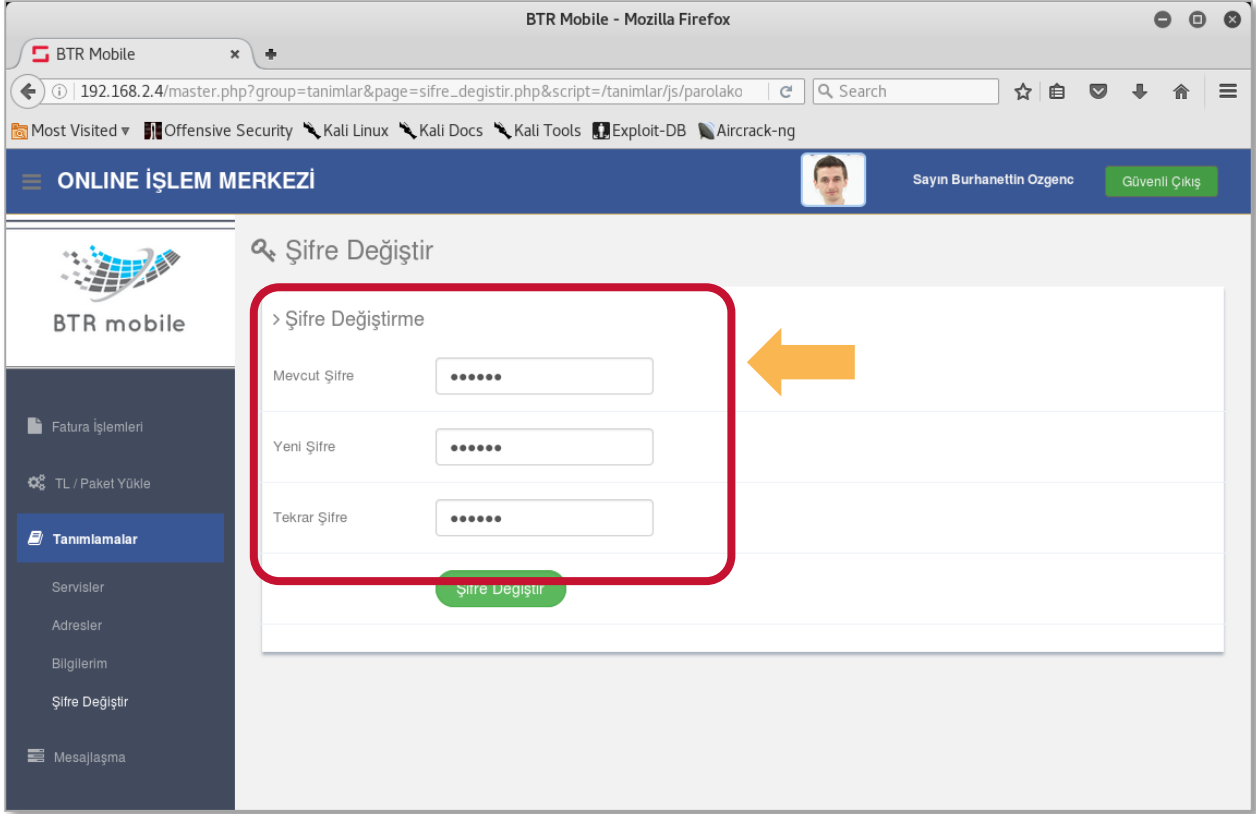 BTR Mobile - Mozilla Firefox
BTR Mobile
192.168.2.4/master.php?group=tanimlar&page=sifre_degistir.php&script=/tanimlar/js/parolako
Search
Most Visited Offensive Security Kali Linux Kali Docs Kali Tools Exploit-DB Aircrack-ng
ONLINE İŞLEM MERKEZİ
Sayın Burhanettin Ozgenc
Güvenli Çıkış
BTR mobile
Şifre Değiştir
Şifre Değiştirme
Mevcut Şifre
Yeni Şifre
Tekrar Şifre
Şifre Değiştir
Fatura İşlemleri
TL / Paket Yükle
Tanımlamalar
Servisler
Adresler
Bilgilerim
Şifre Değiştir
Mesajlaşma